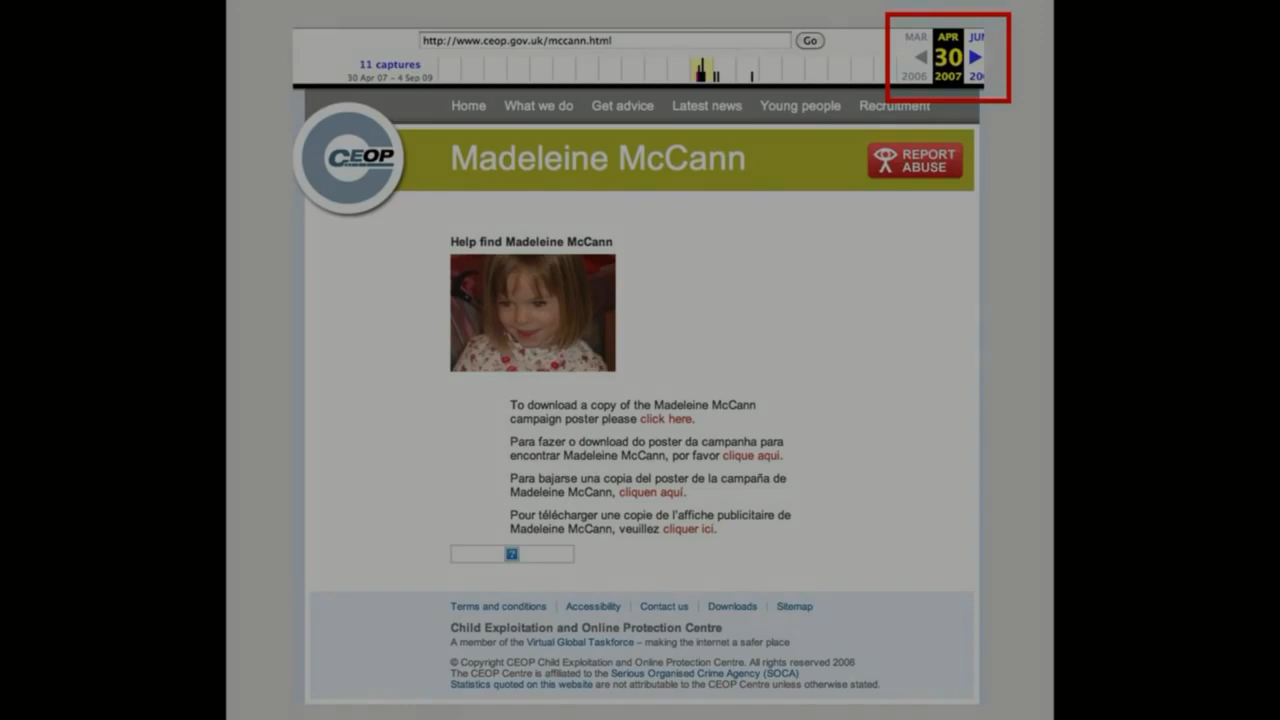 http://www.ceop.gov.uk/mccann.html Go
MAR APR JUN
11 captures
30
30 Apr 07 – 4 Sep 09
2006 2007
Home What we do Get advice Latest news Young people Recruitment
CEOP
Madeleine McCann
REPORT
ABUSE
Help find Madeleine McCann
To download a copy of the Madeleine McCann
campaign poster please click here.
Para fazer o download do poster da campanha para
encontrar Madeleine McCann, por favor clique aqui.
Para bajarse una copia del poster de la campaña de
Madeleine McCann, cliquen aquí.
Pour télécharger une copie de l'affiche publicitaire de
Madeleine McCann, veuillez cliquer ici.
?
Terms and conditions | Accessibility | Contact us | Downloads | Sitemap
Child Exploitation and Online Protection Centre
A member of the Virtual Global Taskforce – making the internet a safer place
© Copyright CEOP Child Exploitation and Online Protection Centre. All rights reserved 2006
The CEOP Centre is affiliated to the Serious Organised Crime Agency (SOCA)
Statistics quoted on this website are not attributable to the CEOP Centre unless otherwise stated.